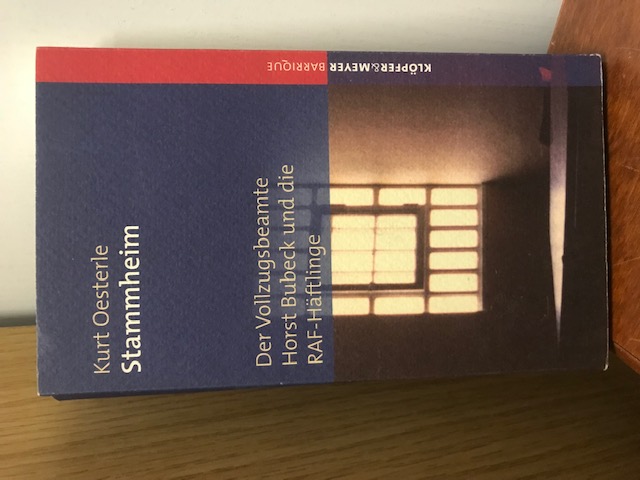 Kurt Oesterle
Stammheim
Der Vollzugsbeamte
Horst Bubeck und die
RAF-Häftlinge
KLÖPFER&MEYER BARRIQUE